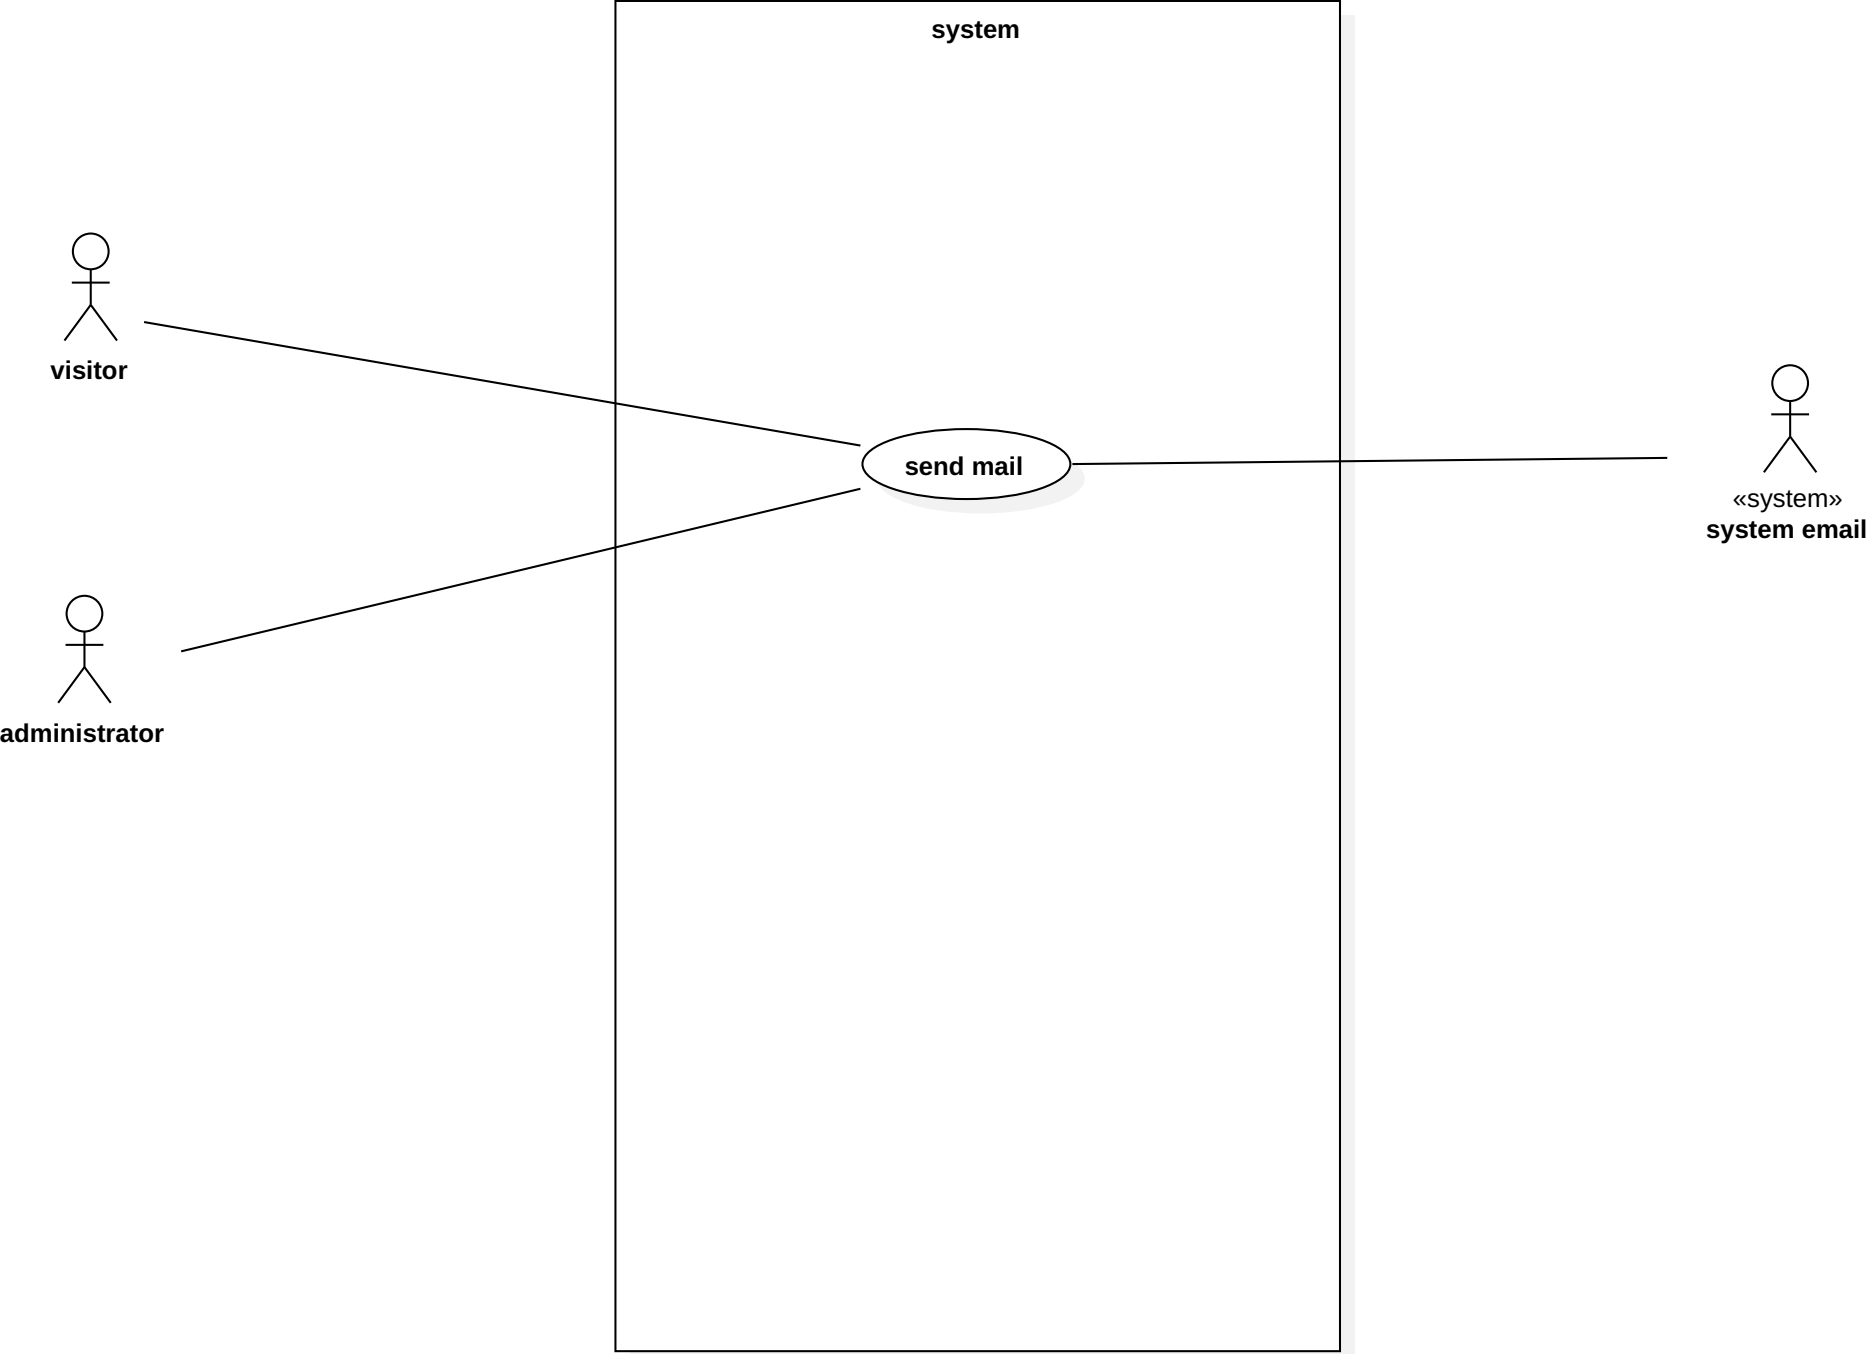 system
visitor
send mail
«system»
system email
administrator